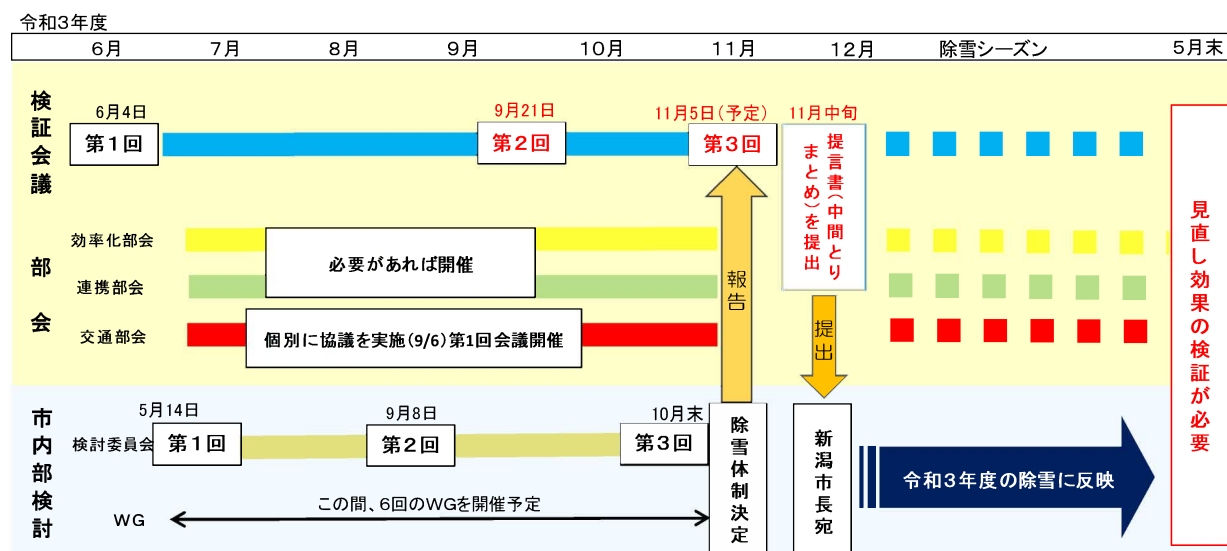 令和3年度
6月 7月 8月 9月 10月 11月 12月 除雪シーズン 5月末
検証会議
6月4日
第1回
9月21日
第2回
11月5日(予定)
第3回
11月中旬
提言書(中間とり
まとめ)を提出
部会
効率化部会
連携部会
必要があれば開催
交通部会
個別に協議を実施(9/6)第1回会議開催
報告
提出
見直し効果の検証が必要
市内部検討
検討委員会
5月14日
第1回
9月8日
第2回
10月末
第3回
除雪体制決定
新潟市長宛
令和3年度の除雪に反映
WG
この間、6回のWGを開催予定